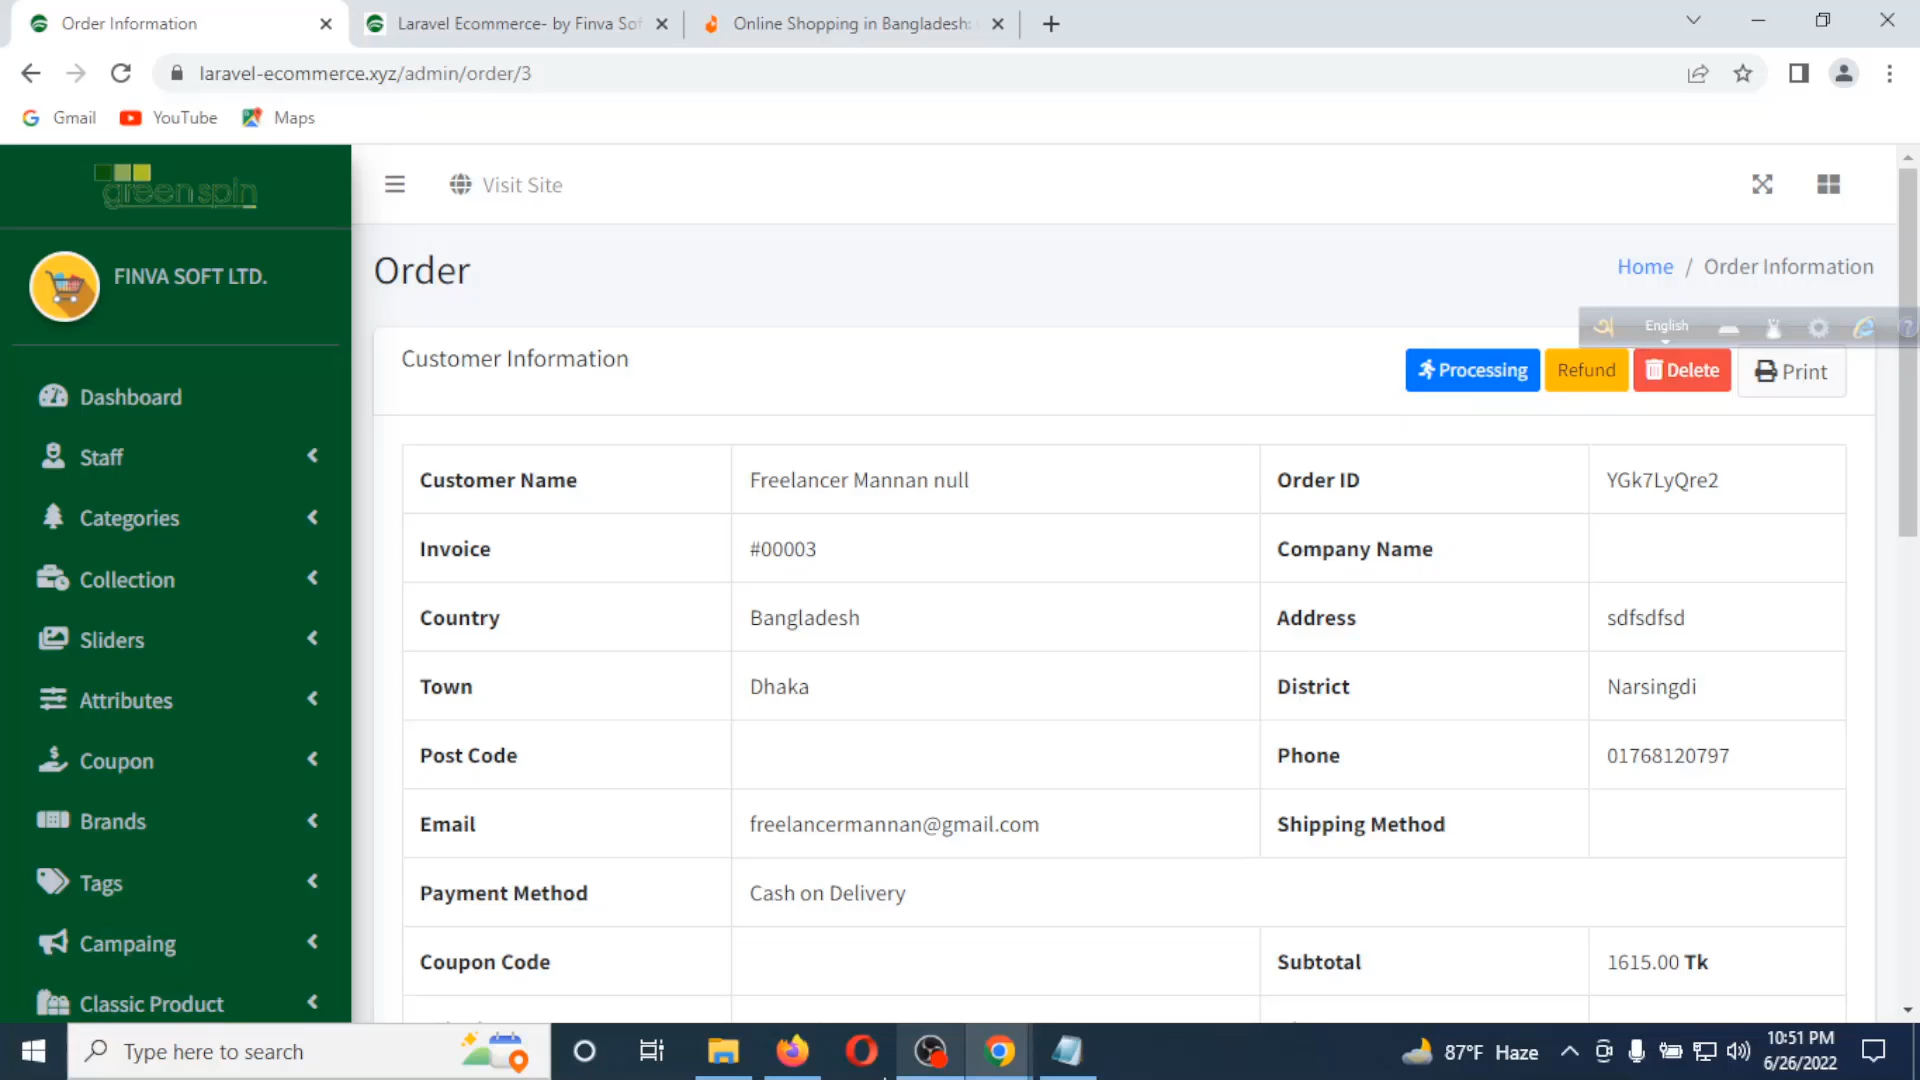 Order Information
Laravel Ecommerce- by Finva Sof
Online Shopping in Bangladesh:
laravel-ecommerce.xyz/admin/order/3
Gmail
YouTube
Maps
green spin
Visit Site
FINVA SOFT LTD.
Order
Home / Order Information
অ English
Customer Information
Processing
Refund
Delete
Print
Dashboard
Staff
Categories
Collection
Sliders
Attributes
Coupon
Brands
Tags
Campaing
Classic Product
Customer Name Freelancer Mannan null Order ID YGk7LyQre2
Invoice #00003 Company Name
Country Bangladesh Address sdfsdfsd
Town Dhaka District Narsingdi
Post Code Phone 01768120797
Email freelancermannan@gmail.com Shipping Method
Payment Method Cash on Delivery
Coupon Code Subtotal 1615.00 Tk
Type here to search
87°F Haze
10:51 PM
6/26/2022